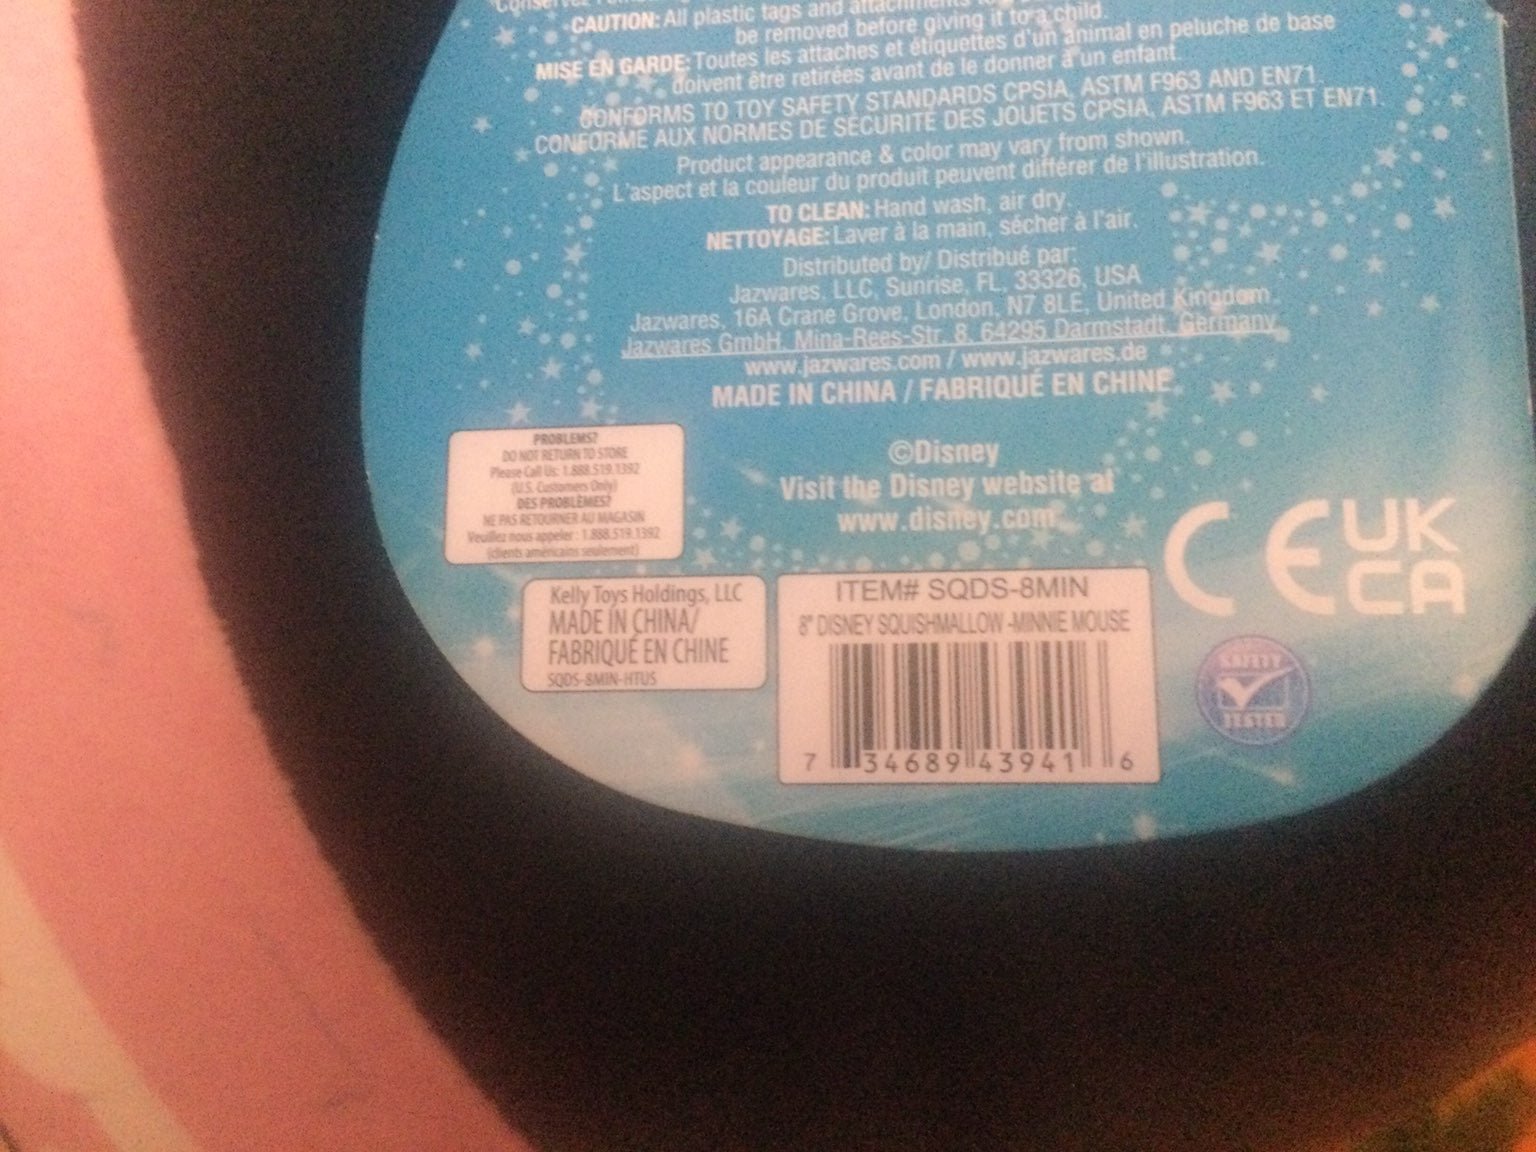 Conservez
CAUTION: All plastic tags and attachments
be removed before giving it to a child.
MISE EN GARDE: Toutes les attaches et étiquettes d'un animal en peluche de base
doivent être retirées avant de le donner à un enfant.
CONFORMS TO TOY SAFETY STANDARDS CPSIA, ASTM F963 AND EN71.
CONFORME AUX NORMES DE SÉCURITÉ DES JOUETS CPSIA, ASTM F963 ET EN71.
Product appearance & color may vary from shown.
L'aspect et la couleur du produit peuvent différer de l'illustration.
TO CLEAN: Hand wash, air dry.
NETTOYAGE: Laver à la main, sécher à l'air.
Distributed by/ Distribué par:
Jazwares, LLC, Sunrise, FL, 33326, USA
Jazwares, 16A Crane Grove, London, N7 8LE, United Kingdom
Jazwares GmbH, Mina-Rees-Str. 8, 64295 Darmstadt, Germany
www.jazwares.com / www.jazwares.de
MADE IN CHINA / FABRIQUÉ EN CHINE
PROBLEMS?
DO NOT RETURN TO STORE
Please Call Us: 1.888.519.1392
(U.S. Customers Only)
DES PROBLÈMES?
NE PAS RETOURNER AU MAGASIN
Veuillez nous appeler : 1.888.519.1392
(clients américains seulement)
©Disney
Visit the Disney website at
www.disney.com
CE UK
CA
Kelly Toys Holdings, LLC
MADE IN CHINA/
FABRIQUÉ EN CHINE
SQDS-8MIN-HTUS
ITEM# SQDS-8MIN
8" DISNEY SQUISHMALLOW -MINNIE MOUSE
7 34689 43941 6
SAFETY
TESTED